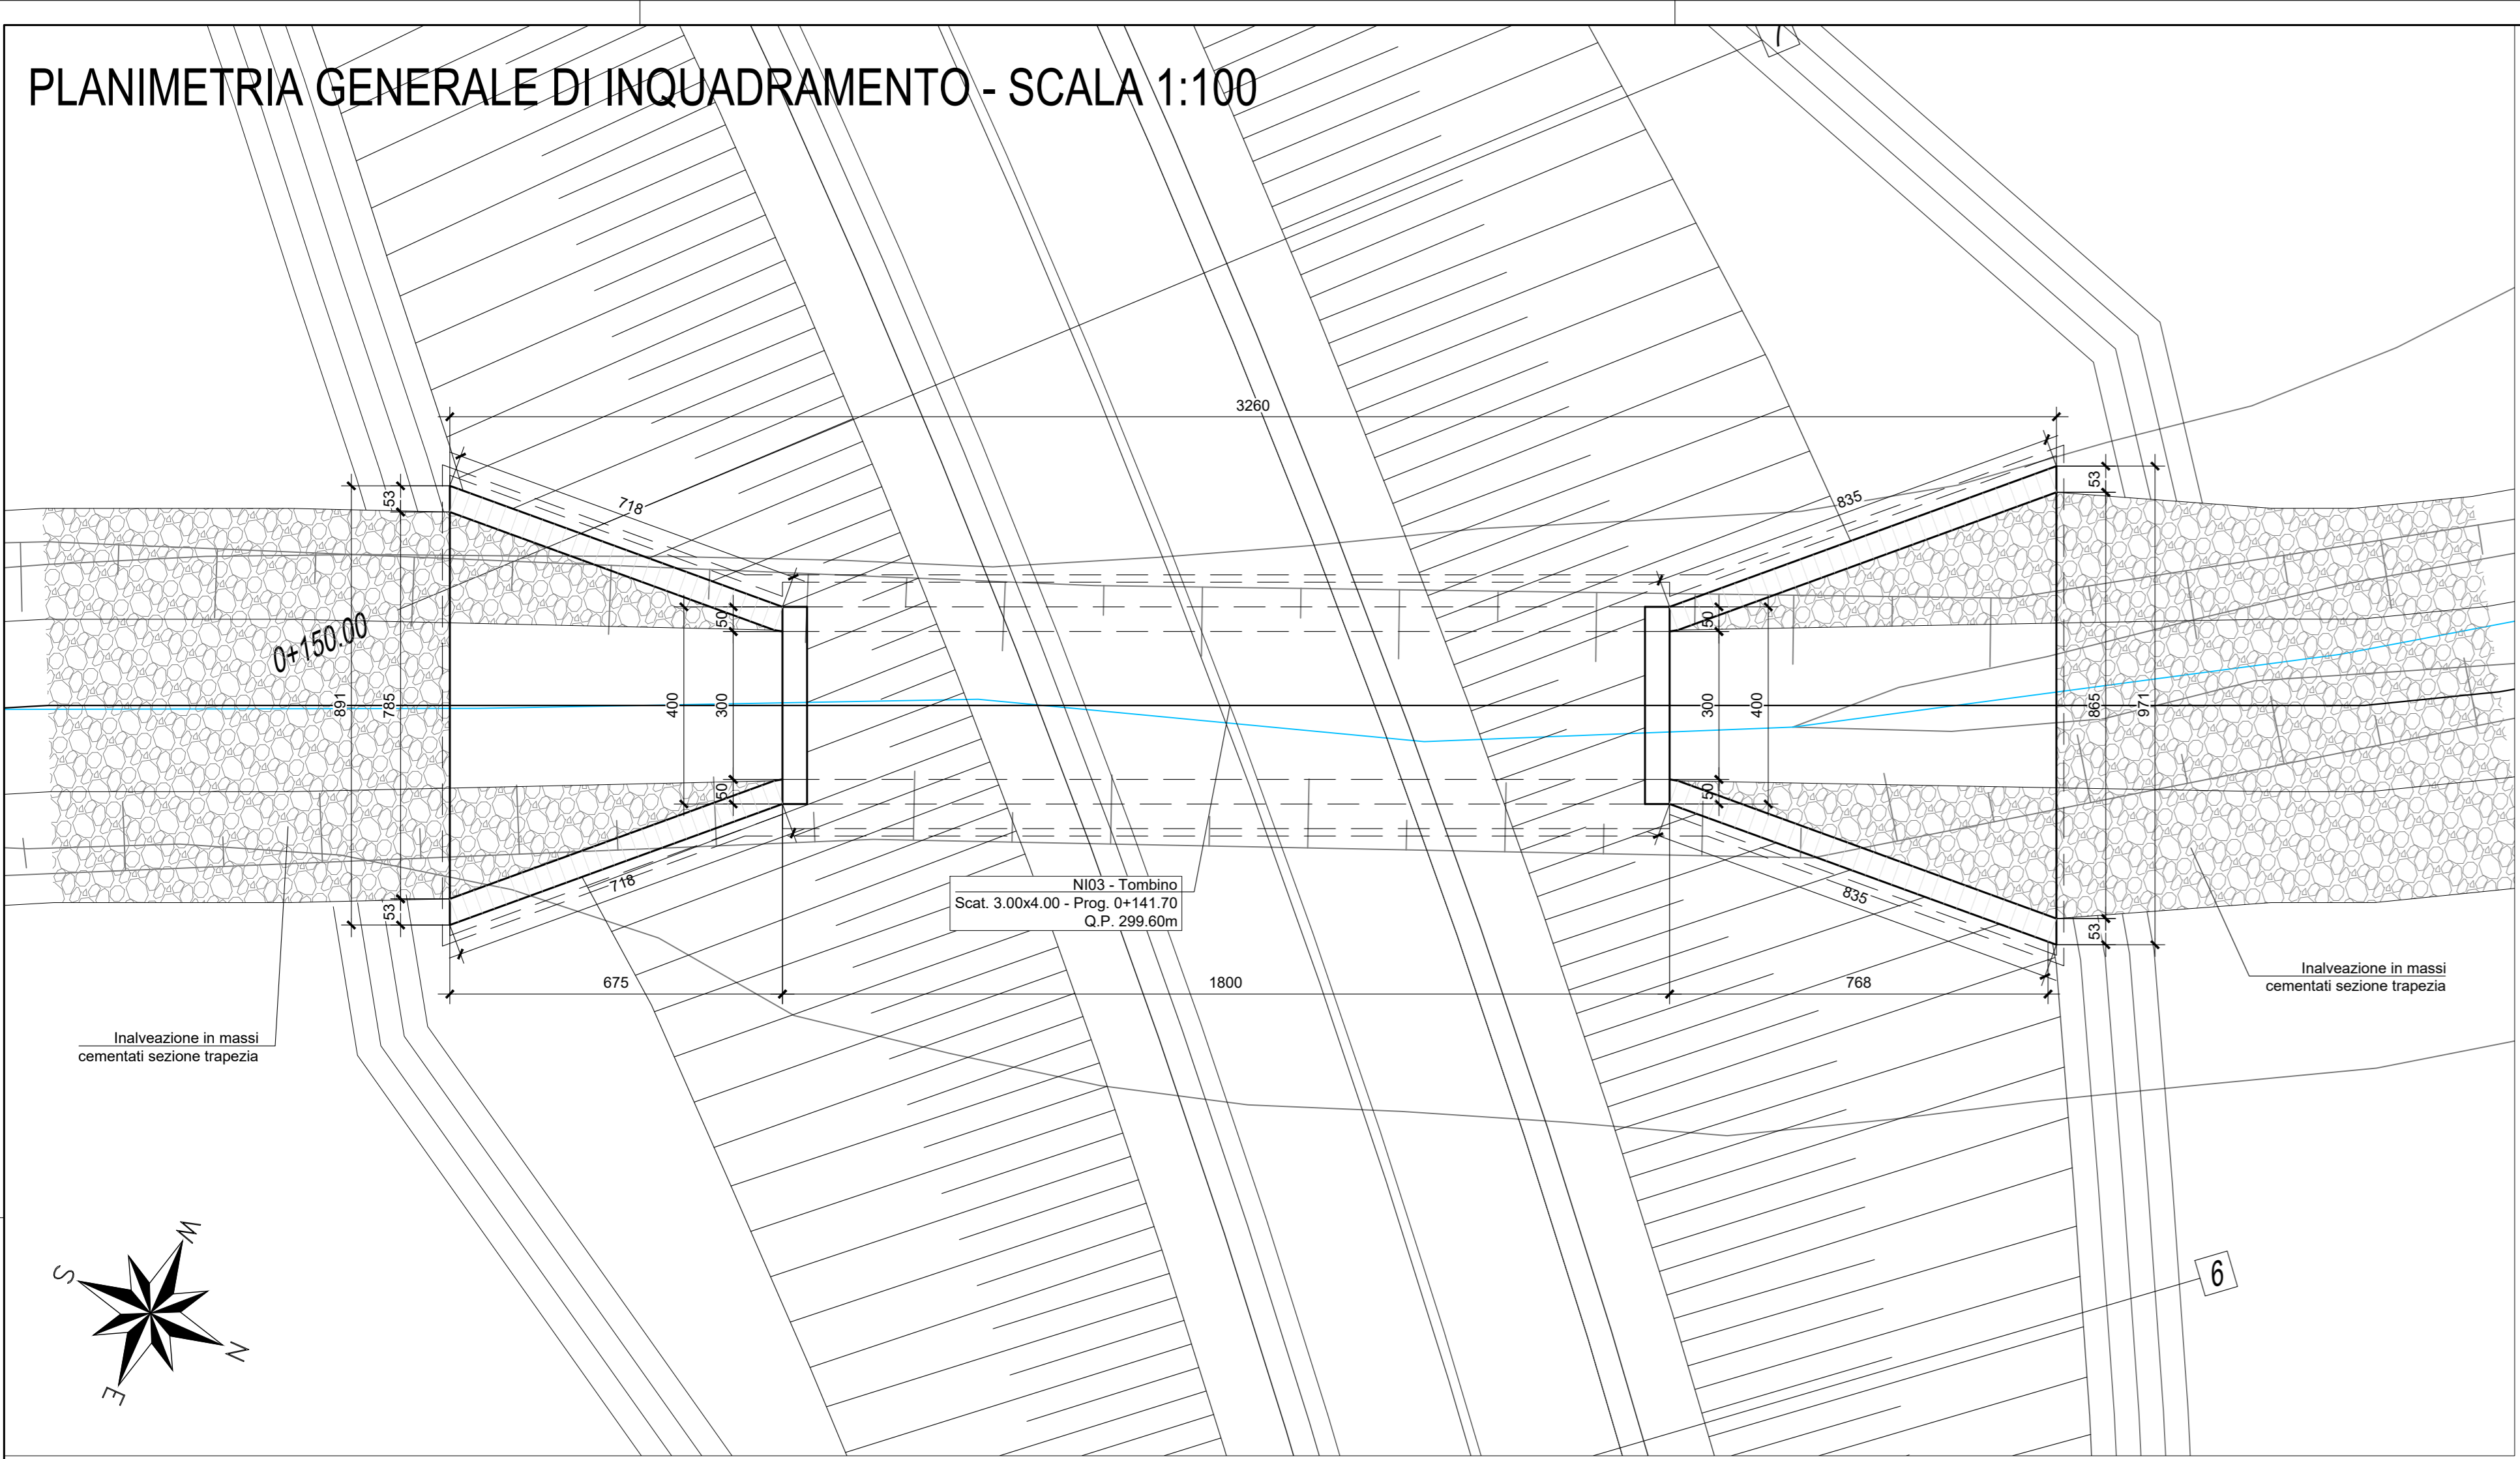 PLANIMETRIA GENERALE DI INQUADRAMENTO - SCALA 1:100
7
3260
53
718
835
53
50
50
0+150.00
891
785
400
300
300
400
865
971
50
50
53
718
835
53
NI03 - Tombino
Scat. 3.00x4.00 - Prog. 0+141.70
Q.P. 299.60m
675
1800
768
Inalveazione in massi
cementati sezione trapezia
Inalveazione in massi
cementati sezione trapezia
W
S
N
E
6